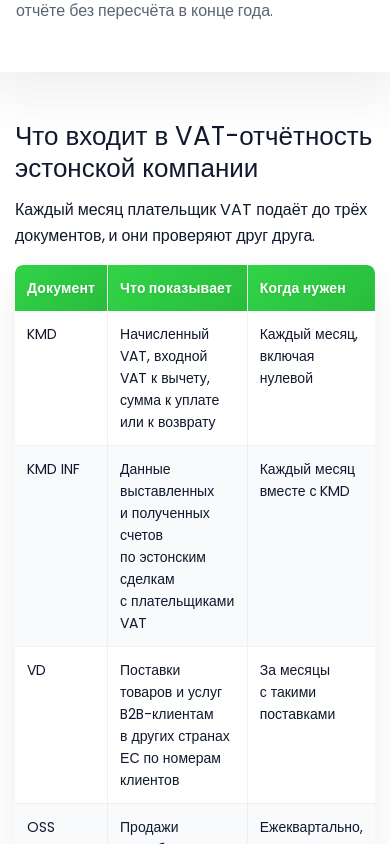 отчёте без пересчёта в конце года.
Что входит в VAT-отчётность
эстонской компании
Каждый месяц плательщик VAT подаёт до трёх
документов, и они проверяют друг друга.
Документ
Что показывает
Когда нужен
KMD
Начисленный
VAT, входной
VAT к вычету,
сумма к уплате
или к возврату
Каждый месяц,
включая
нулевой
KMD INF
Данные
выставленных
и полученных
счетов
по эстонским
сделкам
с плательщиками
VAT
Каждый месяц
вместе с KMD
VD
Поставки
товаров и услуг
B2B-клиентам
в других странах
ЕС по номерам
клиентов
За месяцы
с такими
поставками
OSS
Продажи
Ежеквартально,